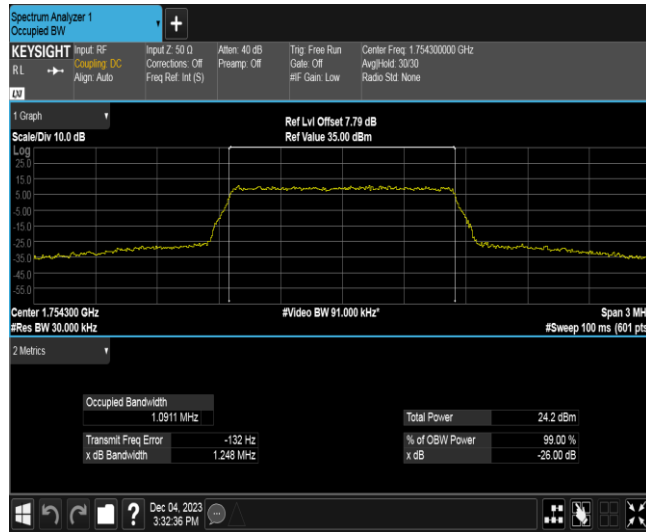 Spectrum Analyzer 1
Occupied BW
KEYSIGHT
RL
LXI
Input: RF
Coupling: DC
Align: Auto
Input Z: 50 Ω
Corrections: Off
Freq Ref: Int (S)
Atten: 40 dB
Preamp: Off
Trig: Free Run
Gate: Off
#IF Gain: Low
Center Freq: 1.754300000 GHz
Avg|Hold: 30/30
Radio Std: None
1 Graph
Scale/Div 10.0 dB
Ref Lvl Offset 7.79 dB
Ref Value 35.00 dBm
Log
25.0
15.0
5.00
-5.00
-15.0
-25.0
-35.0
-45.0
-55.0
Center 1.754300 GHz
#Res BW 30.000 kHz
#Video BW 91.000 kHz*
Span 3 MH
#Sweep 100 ms (601 pts
2 Metrics
Occupied Bandwidth
1.0911 MHz
Transmit Freq Error -132 Hz
x dB Bandwidth 1.248 MHz
Total Power 24.2 dBm
% of OBW Power 99.00 %
x dB -26.00 dB
?
Dec 04, 2023
3:32:36 PM